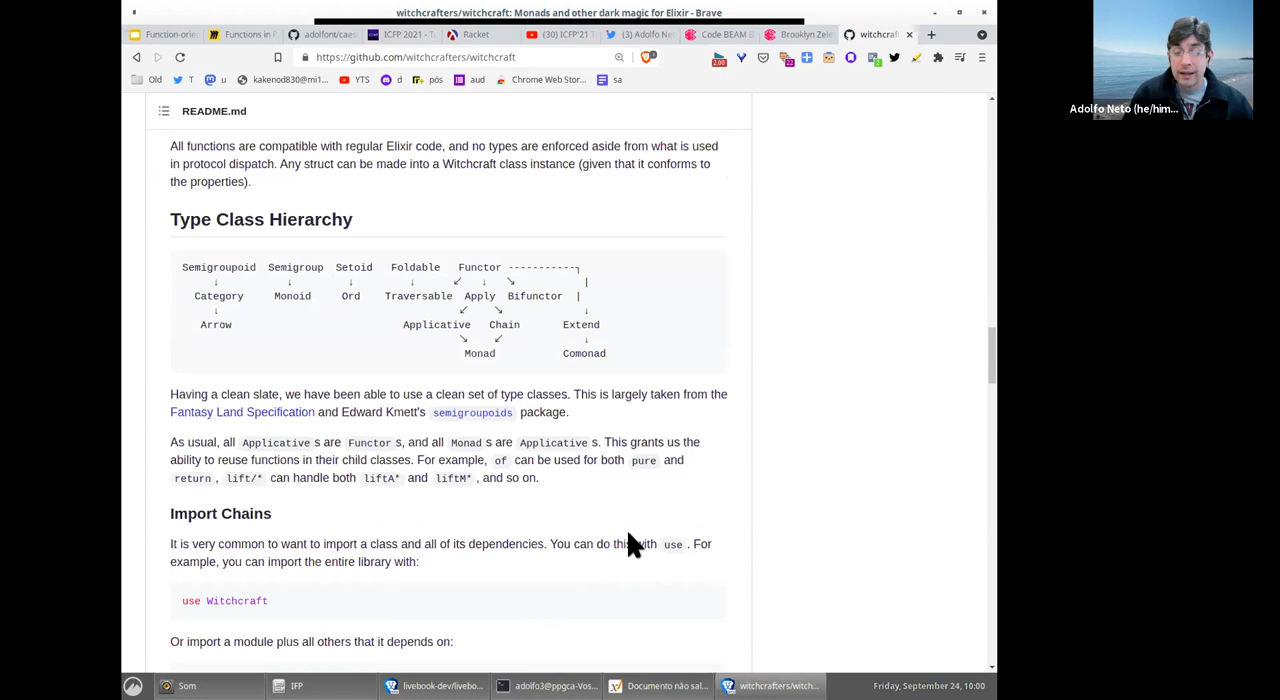 witchcrafters/witchcraft: Monads and other dark magic for Elixir - Brave
Function-orie
Functions in P
adolfont/caes
ICFP 2021 - T
Racket
(30) ICFP'21 T
(3) Adolfo Net
Code BEAM B
Brooklyn Zele
witchcraf
https://github.com/witchcrafters/witchcraft
Old
T
u
kakenod830@mi1...
YTS
d
pós
aud
Chrome Web Stor...
sa
Adolfo Neto (he/him...
README.md
All functions are compatible with regular Elixir code, and no types are enforced aside from what is used
in protocol dispatch. Any struct can be made into a Witchcraft class instance (given that it conforms to
the properties).
Type Class Hierarchy
Semigroupoid Semigroup Setoid Foldable Functor -----------┐
↓ ↓ ↓ ↓ ↙ ↓ ↘ |
Category Monoid Ord Traversable Apply Bifunctor |
↓ ↙ ↘ ↓
Arrow Applicative Chain Extend
↘ ↙ ↓
Monad Comonad
Having a clean slate, we have been able to use a clean set of type classes. This is largely taken from the
Fantasy Land Specification and Edward Kmett's semigroupoids package.
As usual, all Applicative s are Functor s, and all Monad s are Applicative s. This grants us the
ability to reuse functions in their child classes. For example, of can be used for both pure and
return , lift/* can handle both liftA* and liftM* , and so on.
Import Chains
It is very common to want to import a class and all of its dependencies. You can do this with use . For
example, you can import the entire library with:
use Witchcraft
Or import a module plus all others that it depends on:
Som
IFP
livebook-dev/livebo...
adolfo3@ppgca-Vos...
Documento não sal...
witchcrafters/witch...
Friday, September 24, 10:00